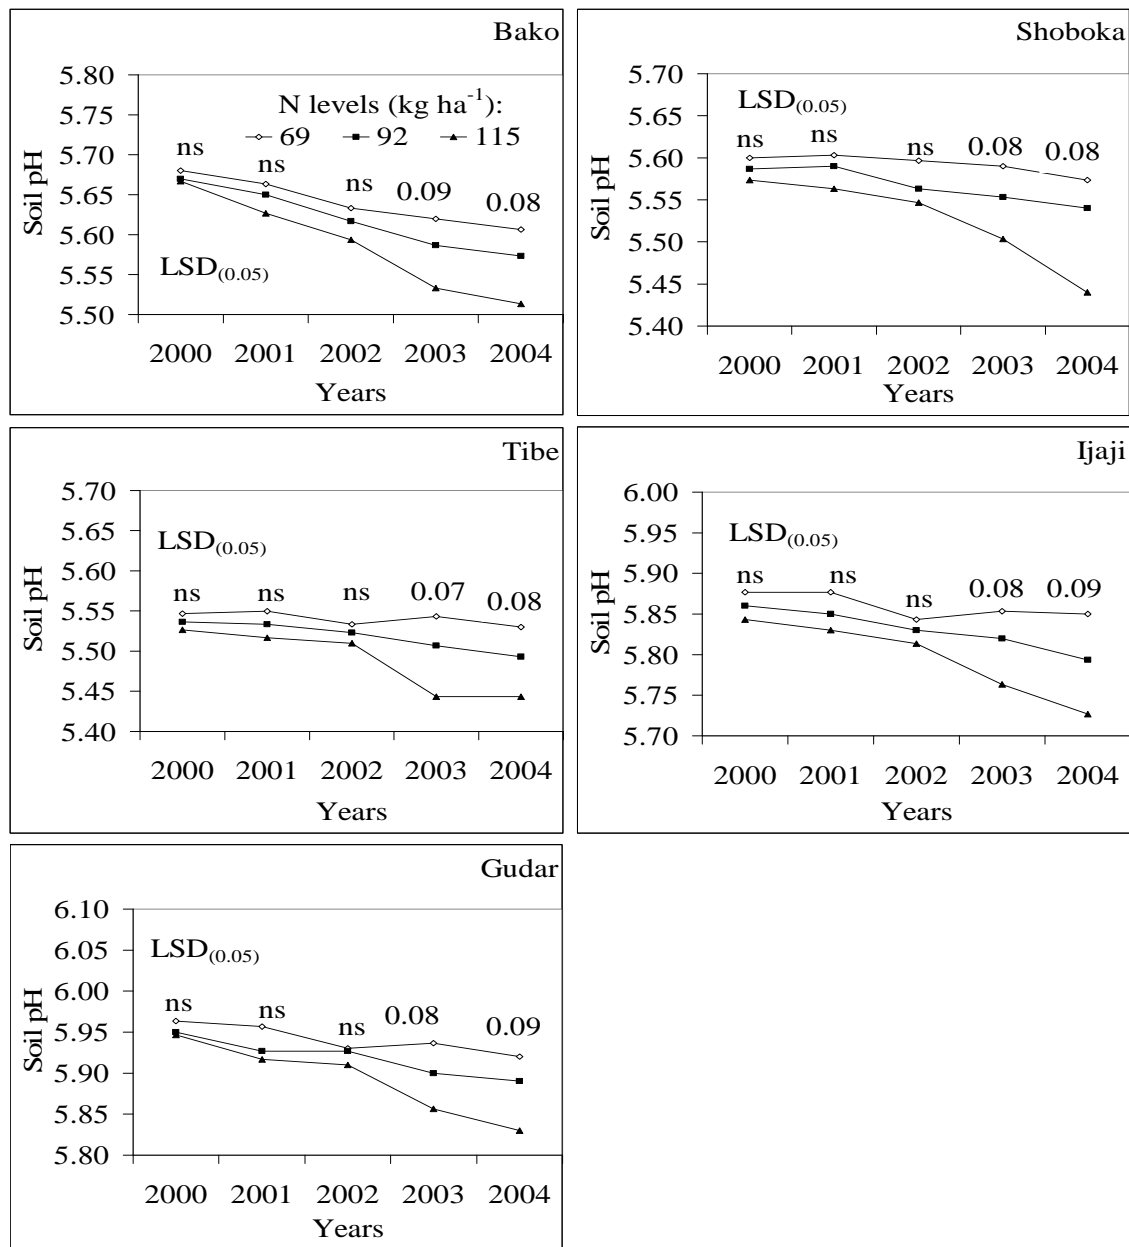 Bako
5.80
5.75
5.70
5.65
5.60
5.55
5.50
Soil pH
N levels (kg ha⁻¹):
69 92 115
ns ns ns 0.09 0.08
LSD(0.05)
2000 2001 2002 2003 2004
Years
Shoboka
5.70
5.65
5.60
5.55
5.50
5.45
5.40
Soil pH
LSD(0.05)
ns ns ns 0.08 0.08
2000 2001 2002 2003 2004
Years
Tibe
5.70
5.65
5.60
5.55
5.50
5.45
5.40
Soil pH
LSD(0.05)
ns ns ns 0.07 0.08
2000 2001 2002 2003 2004
Years
Ijaji
6.00
5.95
5.90
5.85
5.80
5.75
5.70
Soil pH
LSD(0.05)
ns ns ns 0.08 0.09
2000 2001 2002 2003 2004
Years
Gudar
6.10
6.05
6.00
5.95
5.90
5.85
5.80
Soil pH
LSD(0.05)
ns ns ns 0.08 0.09
2000 2001 2002 2003 2004
Years